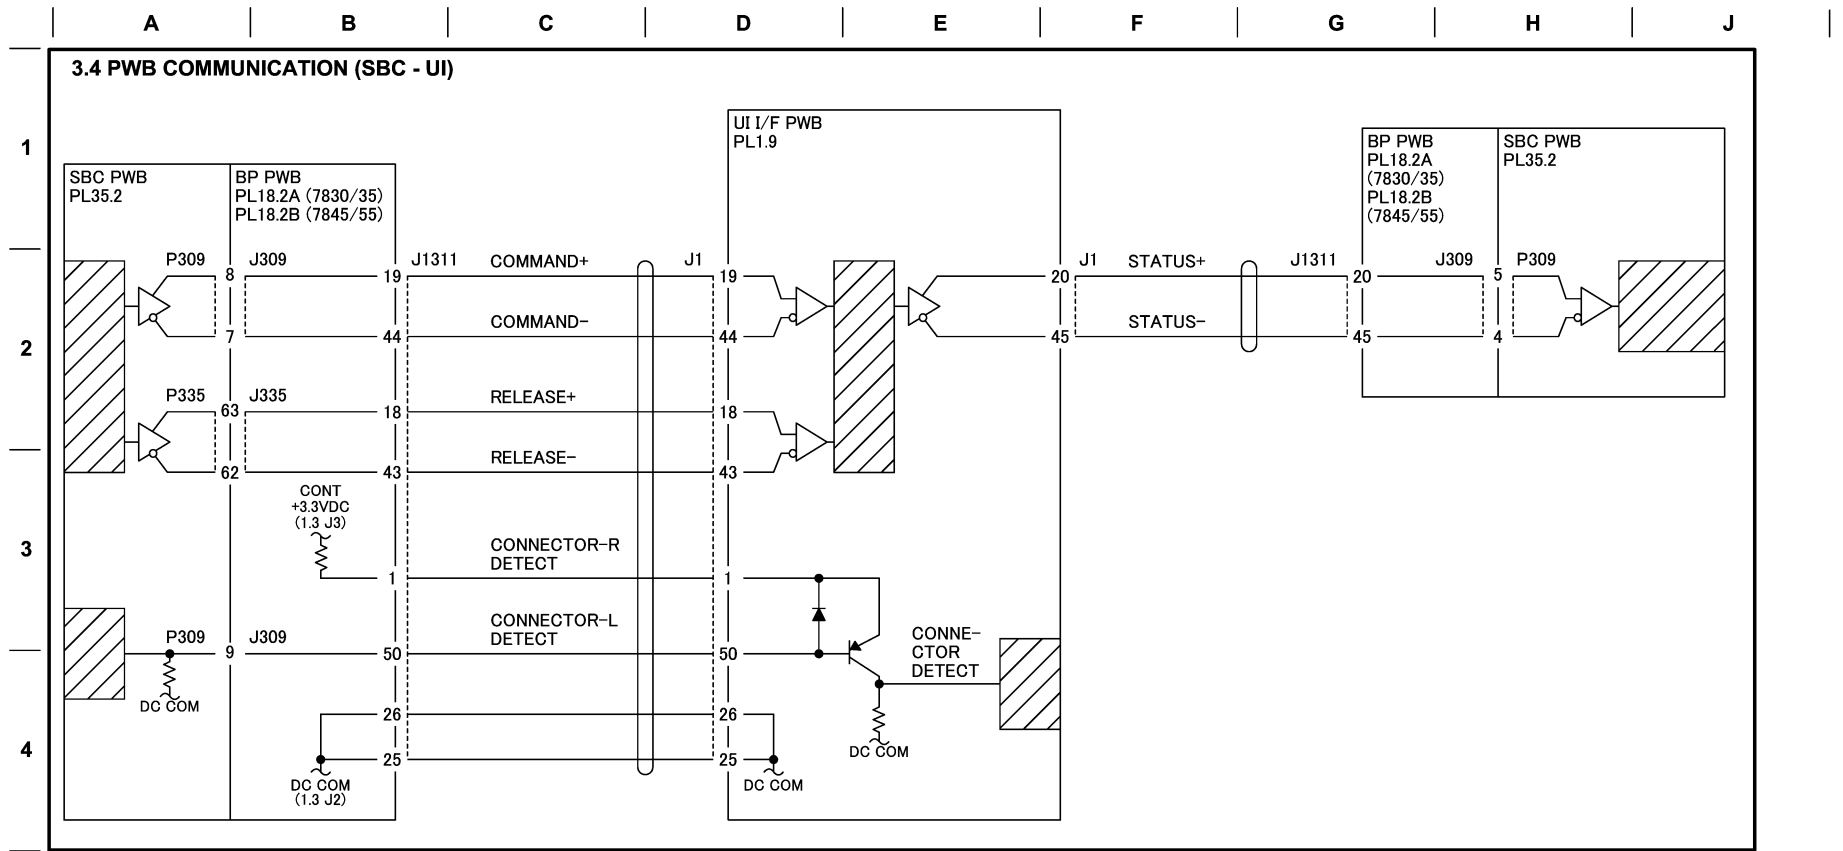 A B C D E F G H J
3.4 PWB COMMUNICATION (SBC - UI)
1
2
3
4
SBC PWB
PL35.2
BP PWB
PL18.2A (7830/35)
PL18.2B (7845/55)
UI I/F PWB
PL1.9
BP PWB
PL18.2A
(7830/35)
PL18.2B
(7845/55)
SBC PWB
PL35.2
P309 8 J309 19 J1311 COMMAND+ J1 19
7 44 COMMAND- 44
20 J1 STATUS+ J1311 20 J309 5 P309
45 STATUS- 45 4
P335 63 J335 18 RELEASE+ 18
62 43 RELEASE- 43
CONT
+3.3VDC
(1.3 J3)
1 CONNECTOR-R
DETECT
1
P309 9 J309 50 CONNECTOR-L
DETECT
50
CONNE-
CTOR
DETECT
DC COM
26 26
25 25
DC COM
(1.3 J2)
DC COM
DC COM